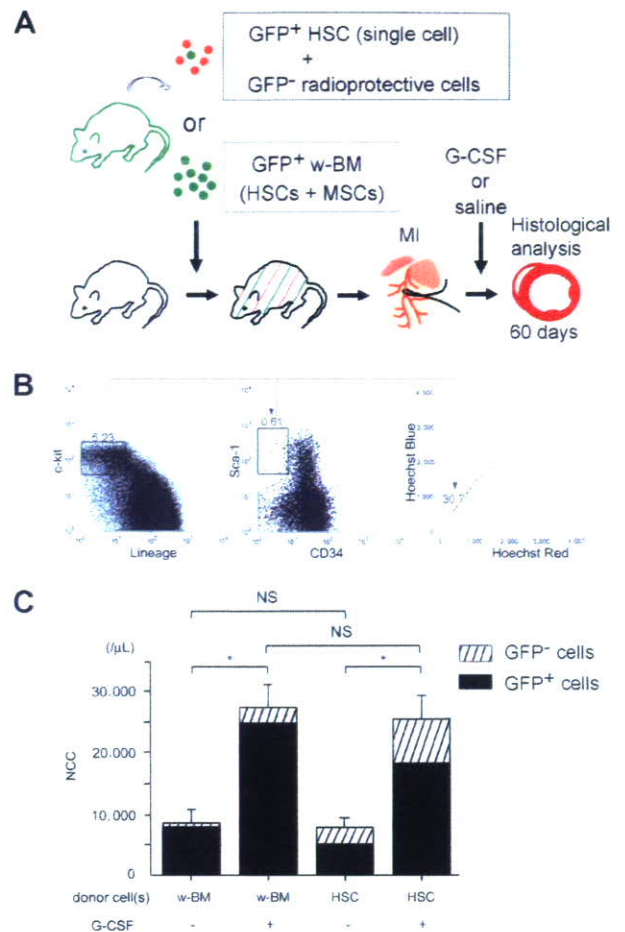 A
GFP+ HSC (single cell)
+
GFP- radioprotective cells
or
GFP+ w-BM
(HSCs + MSCs)
G-CSF
or
saline
MI
Histological
analysis
60 days
B
c-kit
5.23
Lineage
Sca-1
0.61
CD34
Hoechst Blue
30.7
Hoechst Red
C
NS
NS
(/μL)
* *
GFP- cells
GFP+ cells
30.000
20.000
10.000
0
NCC
donor cell(s) w-BM w-BM HSC HSC
G-CSF - + - +